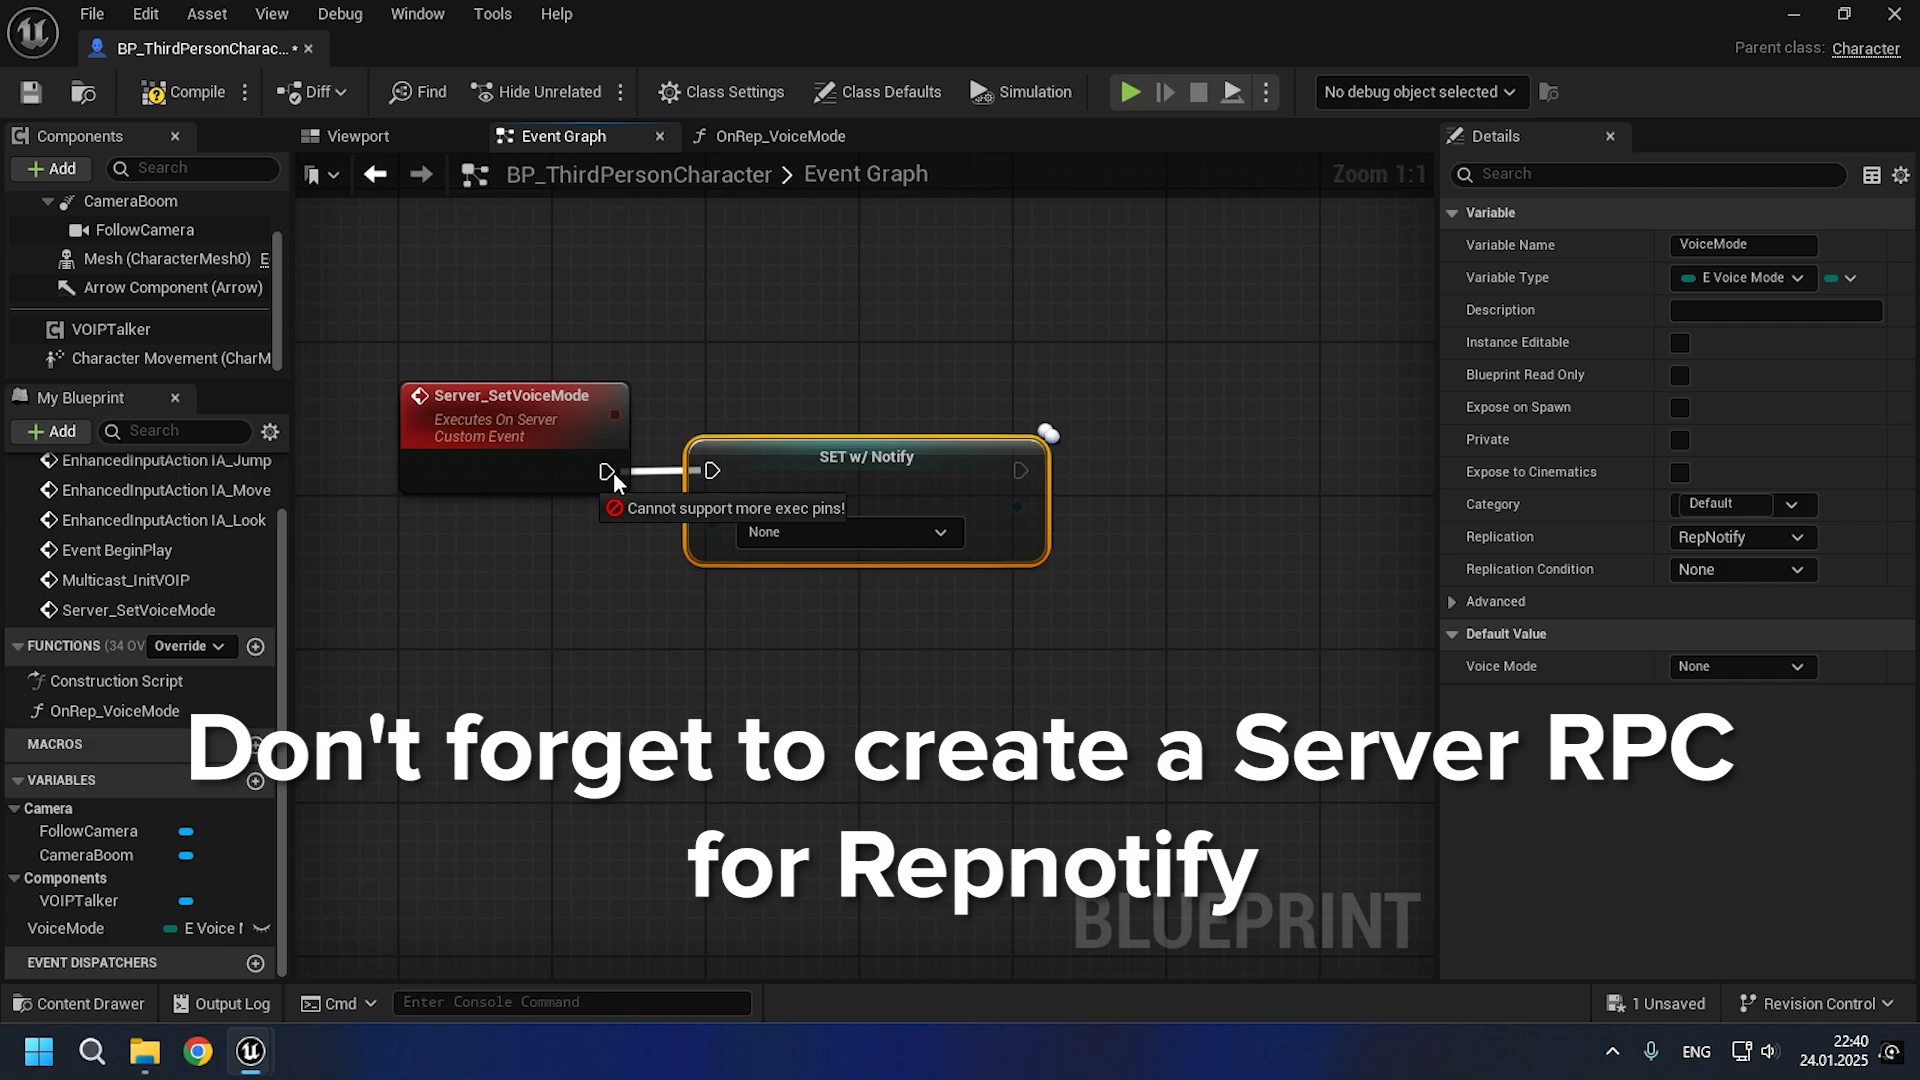 File Edit Asset View Debug Window Tools Help
BP_ThirdPersonCharac... •
Parent class: Character
Compile Diff Find Hide Unrelated Class Settings Class Defaults Simulation No debug object selected
Components Viewport Event Graph OnRep_VoiceMode Details
Add Search
BP_ThirdPersonCharacter > Event Graph Zoom 1:1
Search
CameraBoom
FollowCamera
Mesh (CharacterMesh0) E
Arrow Component (Arrow)
VOIPTalker
Character Movement (CharM
My Blueprint
Add Search
EnhancedInputAction IA_Jump
EnhancedInputAction IA_Move
EnhancedInputAction IA_Look
Event BeginPlay
Multicast_InitVOIP
Server_SetVoiceMode
FUNCTIONS (34 OV Override
Construction Script
OnRep_VoiceMode
MACROS
VARIABLES
Camera
FollowCamera
CameraBoom
Components
VOIPTalker
VoiceMode E Voice
EVENT DISPATCHERS
Server_SetVoiceMode
Executes On Server
Custom Event
SET w/ Notify
Cannot support more exec pins!
None
Variable
Variable Name VoiceMode
Variable Type E Voice Mode
Description
Instance Editable
Blueprint Read Only
Expose on Spawn
Private
Expose to Cinematics
Category Default
Replication RepNotify
Replication Condition None
Advanced
Default Value
Voice Mode None
Don't forget to create a Server RPC
for Repnotify
BLUEPRINT
Content Drawer Output Log Cmd Enter Console Command 1 Unsaved Revision Control
ENG
22:40
24.01.2025